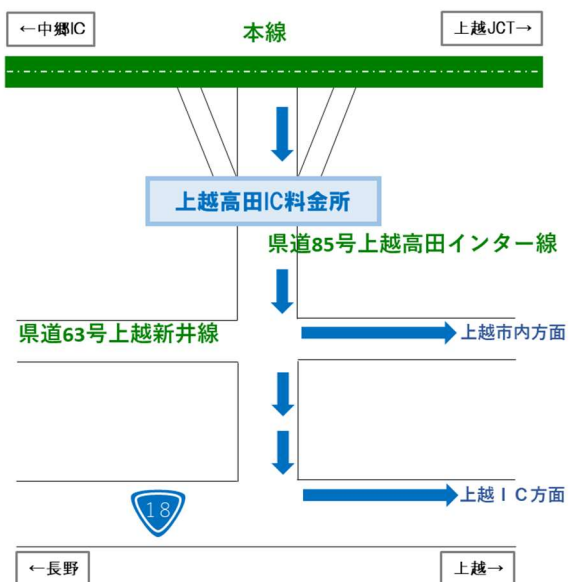 ←中郷IC
本線
上越JCT→
上越高田IC料金所
県道85号上越高田インター線
県道63号上越新井線
上越市内方面
上越ＩＣ方面
18
←長野
上越→